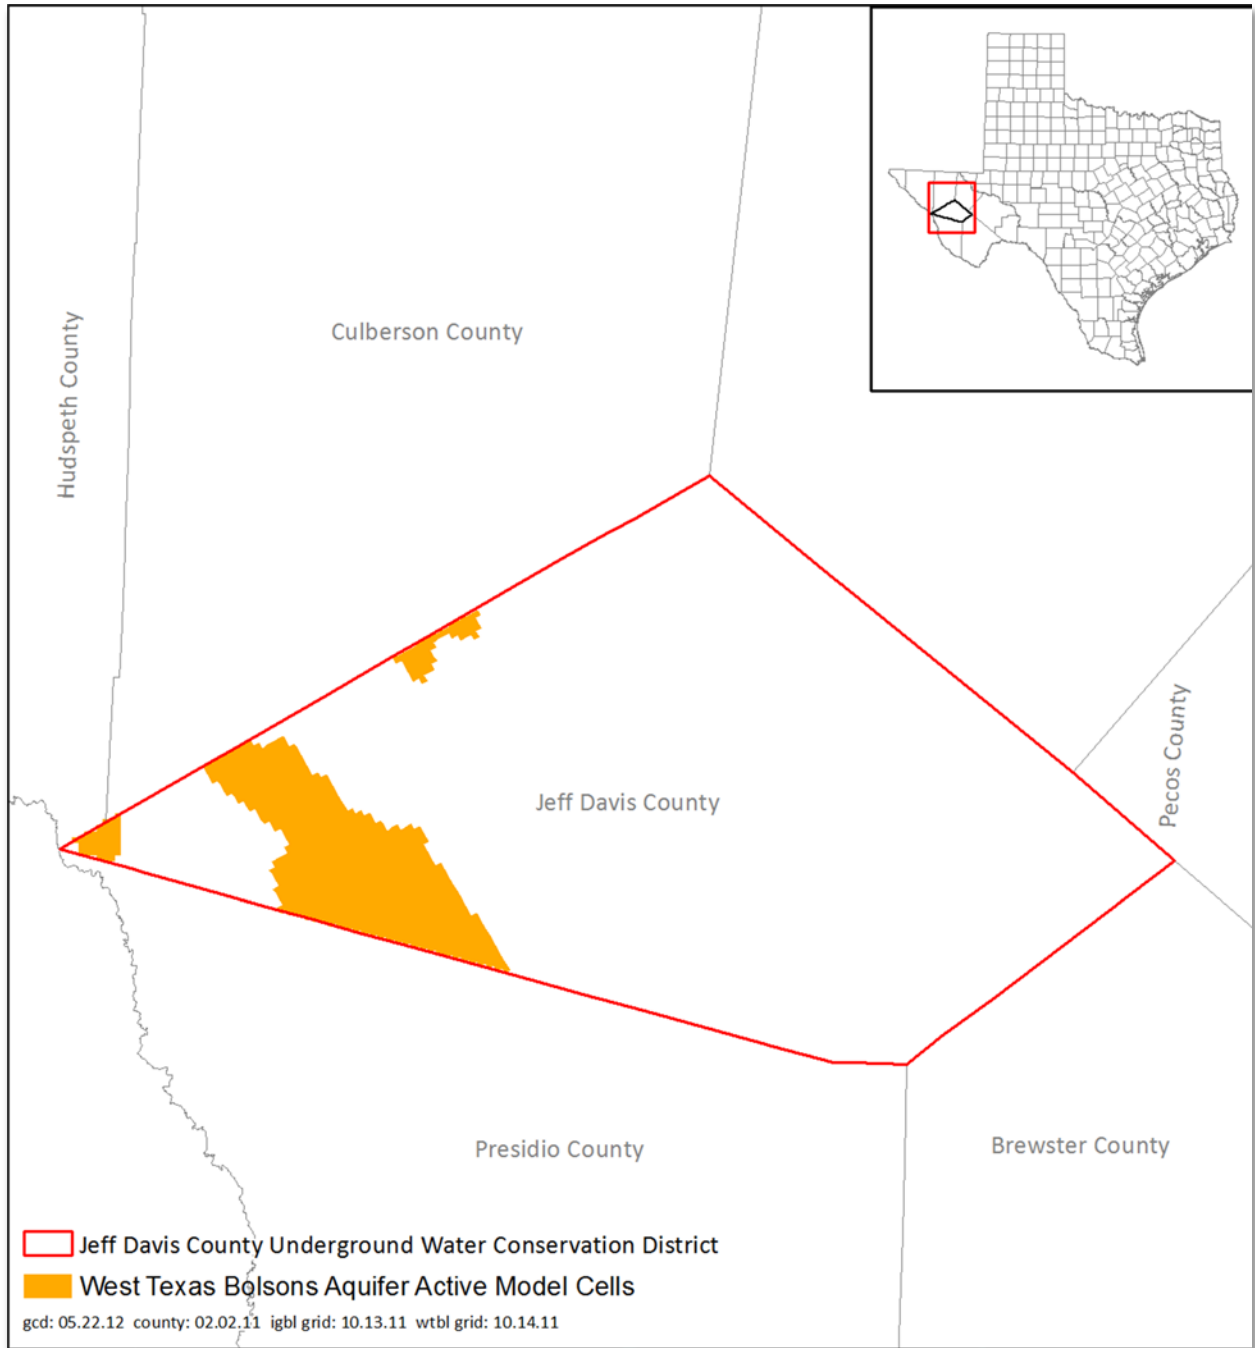 Culberson County
Hudspeth County
Pecos County
Jeff Davis County
Presidio County
Brewster County
Jeff Davis County Underground Water Conservation District
West Texas Bolsons Aquifer Active Model Cells
gcd: 05.22.12 county: 02.02.11 igbl grid: 10.13.11 wtbl grid: 10.14.11